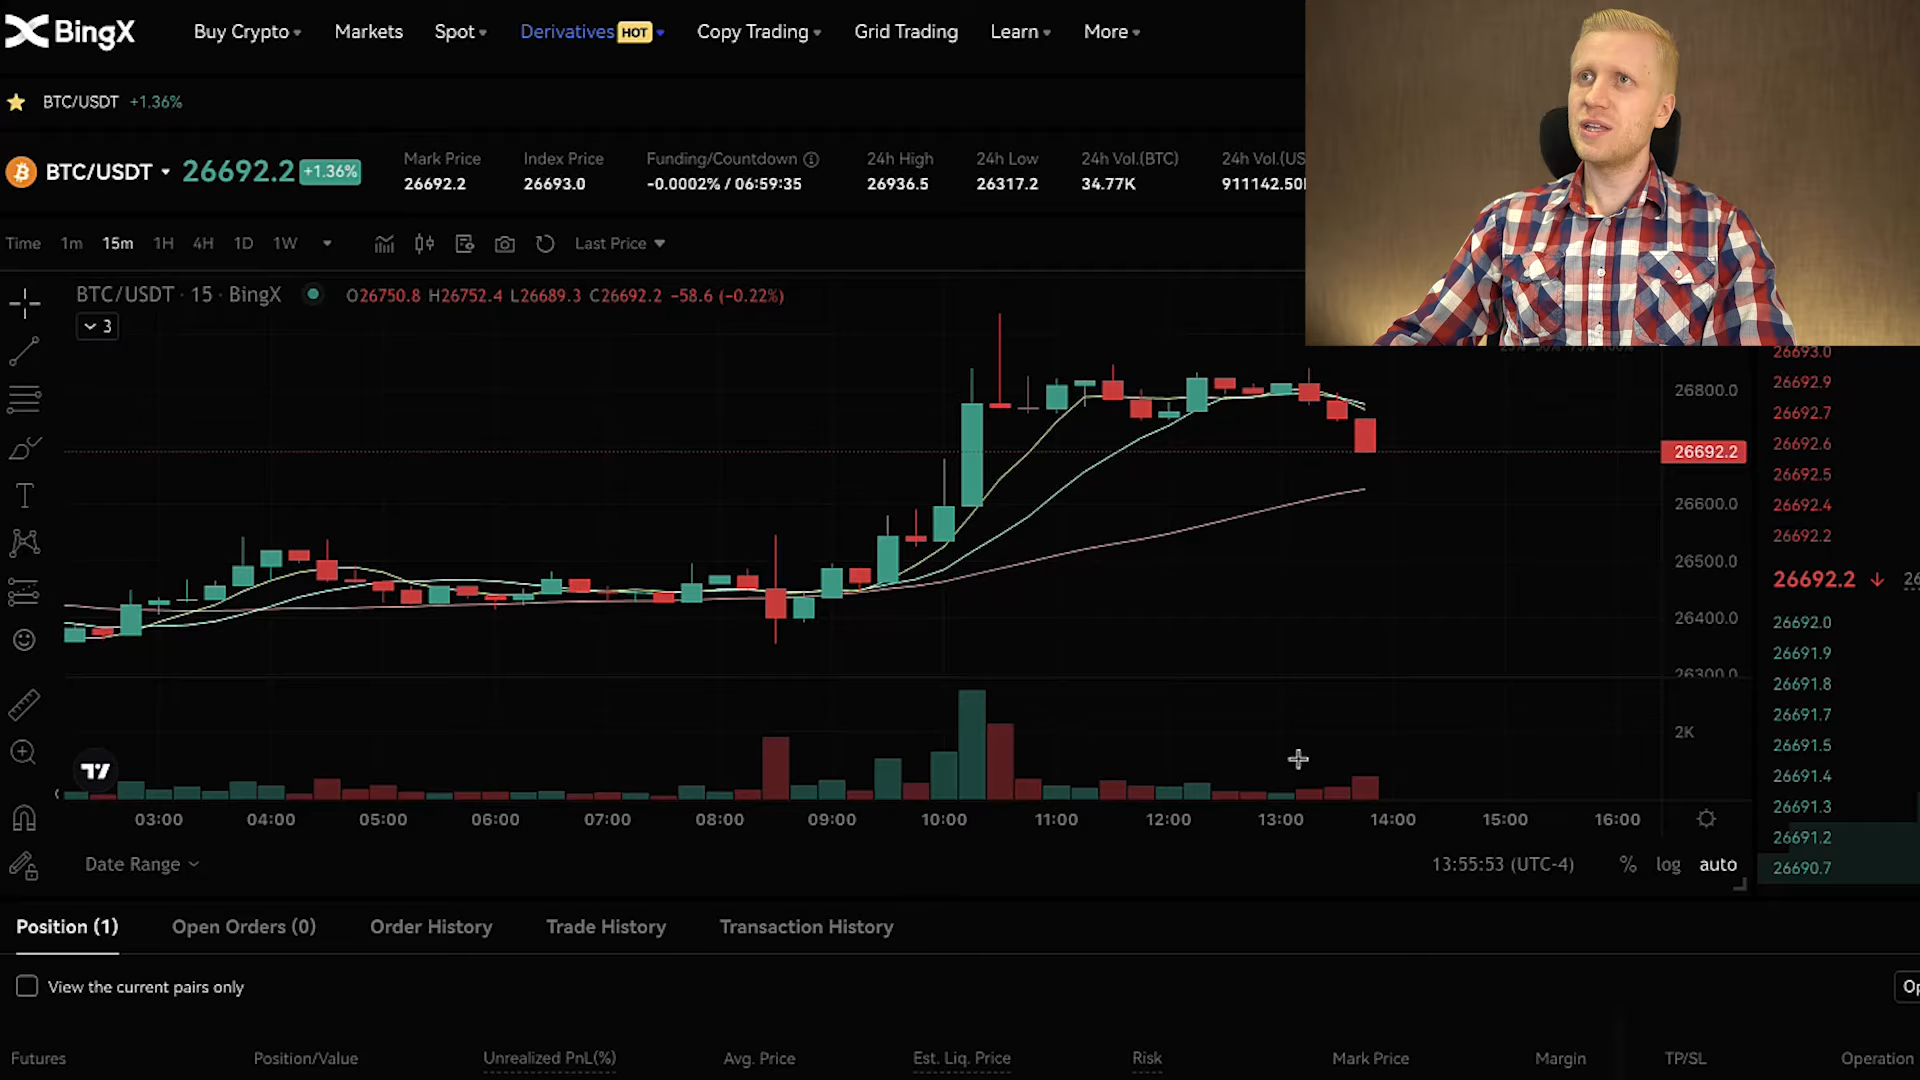 BingX Buy Crypto Markets Spot Derivatives HOT Copy Trading Grid Trading Learn More
BTC/USDT +1.36%
BTC/USDT 26692.2 +1.36%
Mark Price Index Price Funding/Countdown 24h High 24h Low 24h Vol.(BTC) 24h Vol.(US
26692.2 26693.0 -0.0002% / 06:59:35 26936.5 26317.2 34.77K 911142.50
Time 1m 15m 1H 4H 1D 1W Last Price
BTC/USDT · 15 · BingX O26750.8 H26752.4 L26689.3 C26692.2 −58.6 (−0.22%)
3
26800.0
26692.2
26600.0
26500.0
26400.0
26300.0
2K
26693.0
26692.9
26692.7
26692.6
26692.5
26692.4
26692.2
26692.2 ↓ 26
26692.0
26691.9
26691.8
26691.7
26691.5
26691.4
26691.3
26691.2
26690.7
03:00 04:00 05:00 06:00 07:00 08:00 09:00 10:00 11:00 12:00 13:00 14:00 15:00 16:00
Date Range 13:55:53 (UTC-4) % log auto
Position (1) Open Orders (0) Order History Trade History Transaction History
View the current pairs only Op
Futures Position/Value Unrealized PnL(%) Avg. Price Est. Liq. Price Risk Mark Price Margin TP/SL Operation